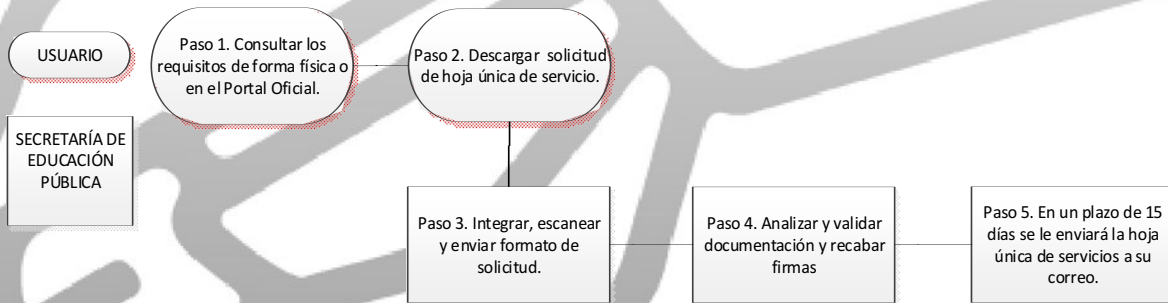 USUARIO
Paso 1. Consultar los
requisitos de forma física o
en el Portal Oficial.
Paso 2. Descargar solicitud
de hoja única de servicio.
SECRETARÍA DE
EDUCACIÓN
PÚBLICA
Paso 3. Integrar, escanear
y enviar formato de
solicitud.
Paso 4. Analizar y validar
documentación y recabar
firmas
Paso 5. En un plazo de 15
días se le enviará la hoja
única de servicios a su
correo.